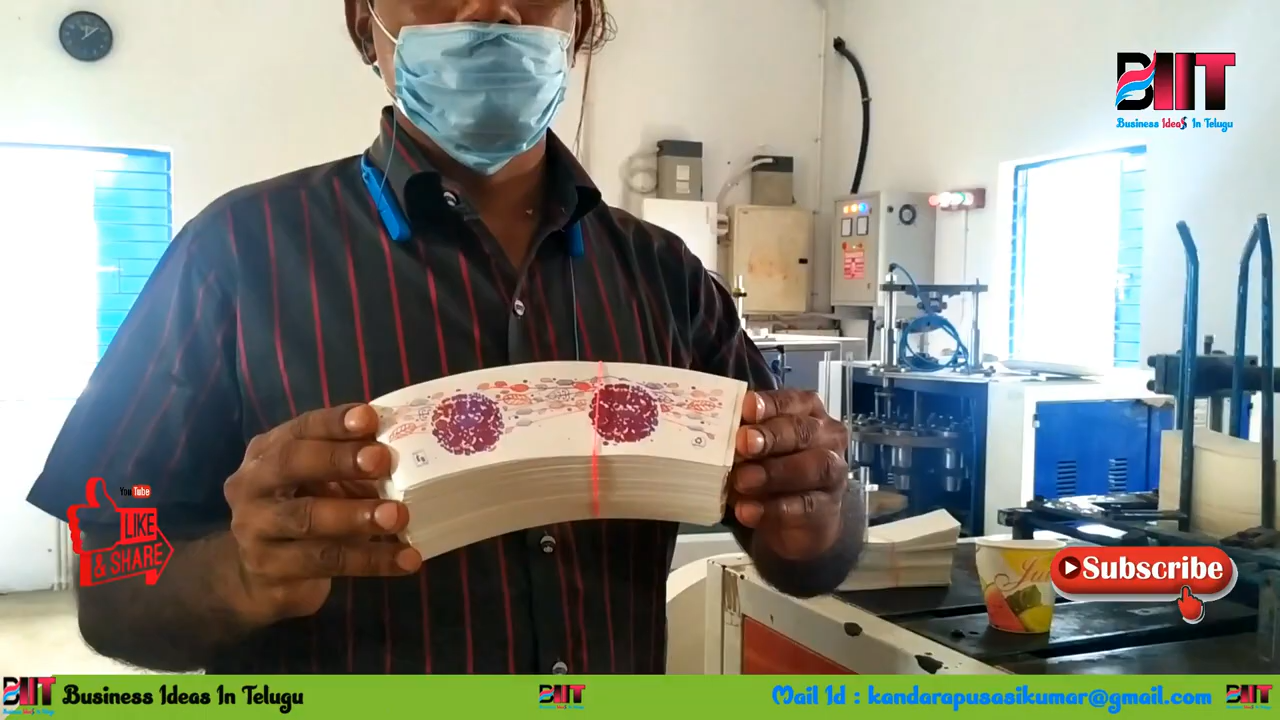 BIIT
Business IdeaS In Telugu
YouTube
LIKE
& SHARE
Subscribe
BIIT
Business Ideas In Telugu
BIIT
Mail Id : kandarapusasikumar@gmail.com
BIIT